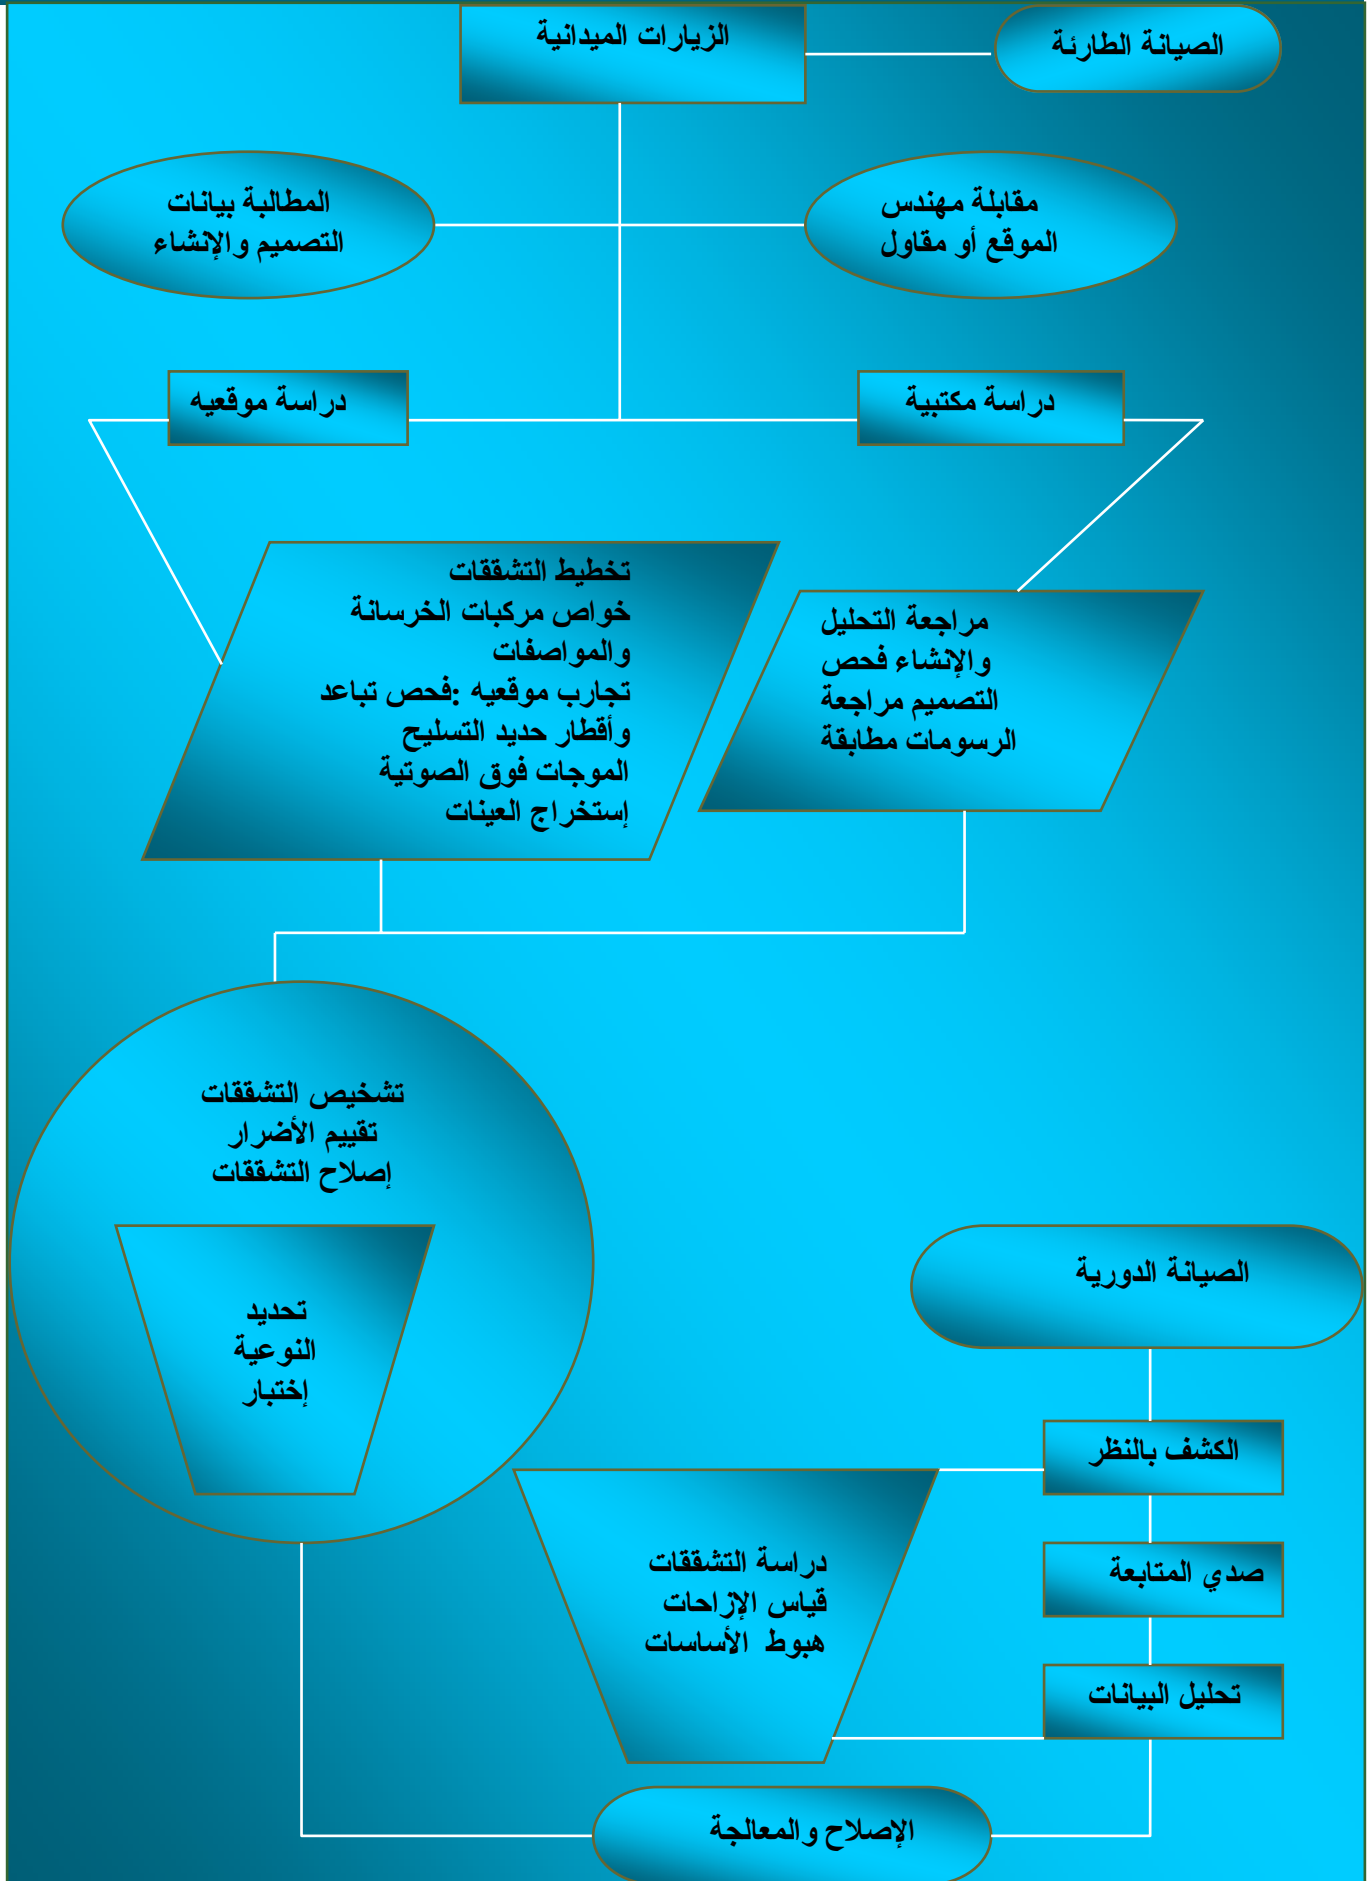 الصيانة الطارئة
الزيارات الميدانية
مقابلة مهندس
الموقع أو مقاول
المطالبة بيانات
التصميم والإنشاء
دراسة مكتبية
دراسة موقعيه
مراجعة التحليل
والإنشاء فحص
التصميم مراجعة
الرسومات مطابقة
تخطيط التشققات
خواص مركبات الخرسانة
والمواصفات
تجارب موقعيه :فحص تباعد
وأقطار حديد التسليح
الموجات فوق الصوتية
إستخراج العينات
تشخيص التشققات
تقييم الأضرار
إصلاح التشققات
تحديد
النوعية
إختبار
الصيانة الدورية
الكشف بالنظر
صدي المتابعة
تحليل البيانات
دراسة التشققات
قياس الإزاحات
هبوط الأساسات
الإصلاح والمعالجة